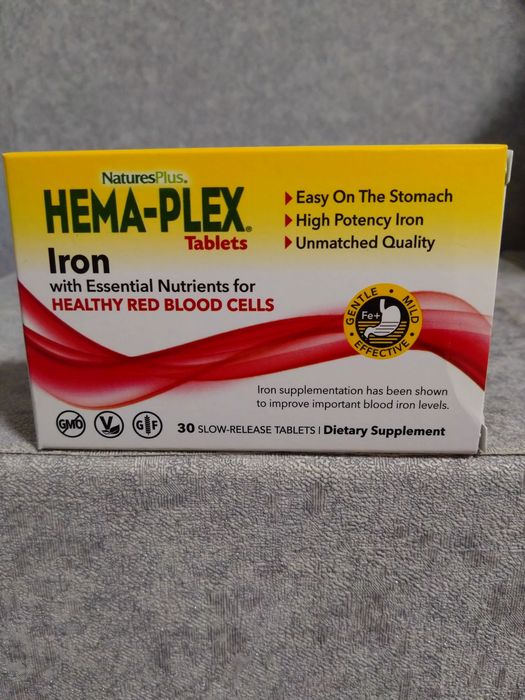 NaturesPlus®
HEMA-PLEX®
Tablets
Iron
with Essential Nutrients for
HEALTHY RED BLOOD CELLS
Easy On The Stomach
High Potency Iron
Unmatched Quality
GENTLE • MILD • EFFECTIVE •
Fe+
Iron supplementation has been shown
to improve important blood iron levels.
GMO
V
GF
30 SLOW-RELEASE TABLETS | Dietary Supplement